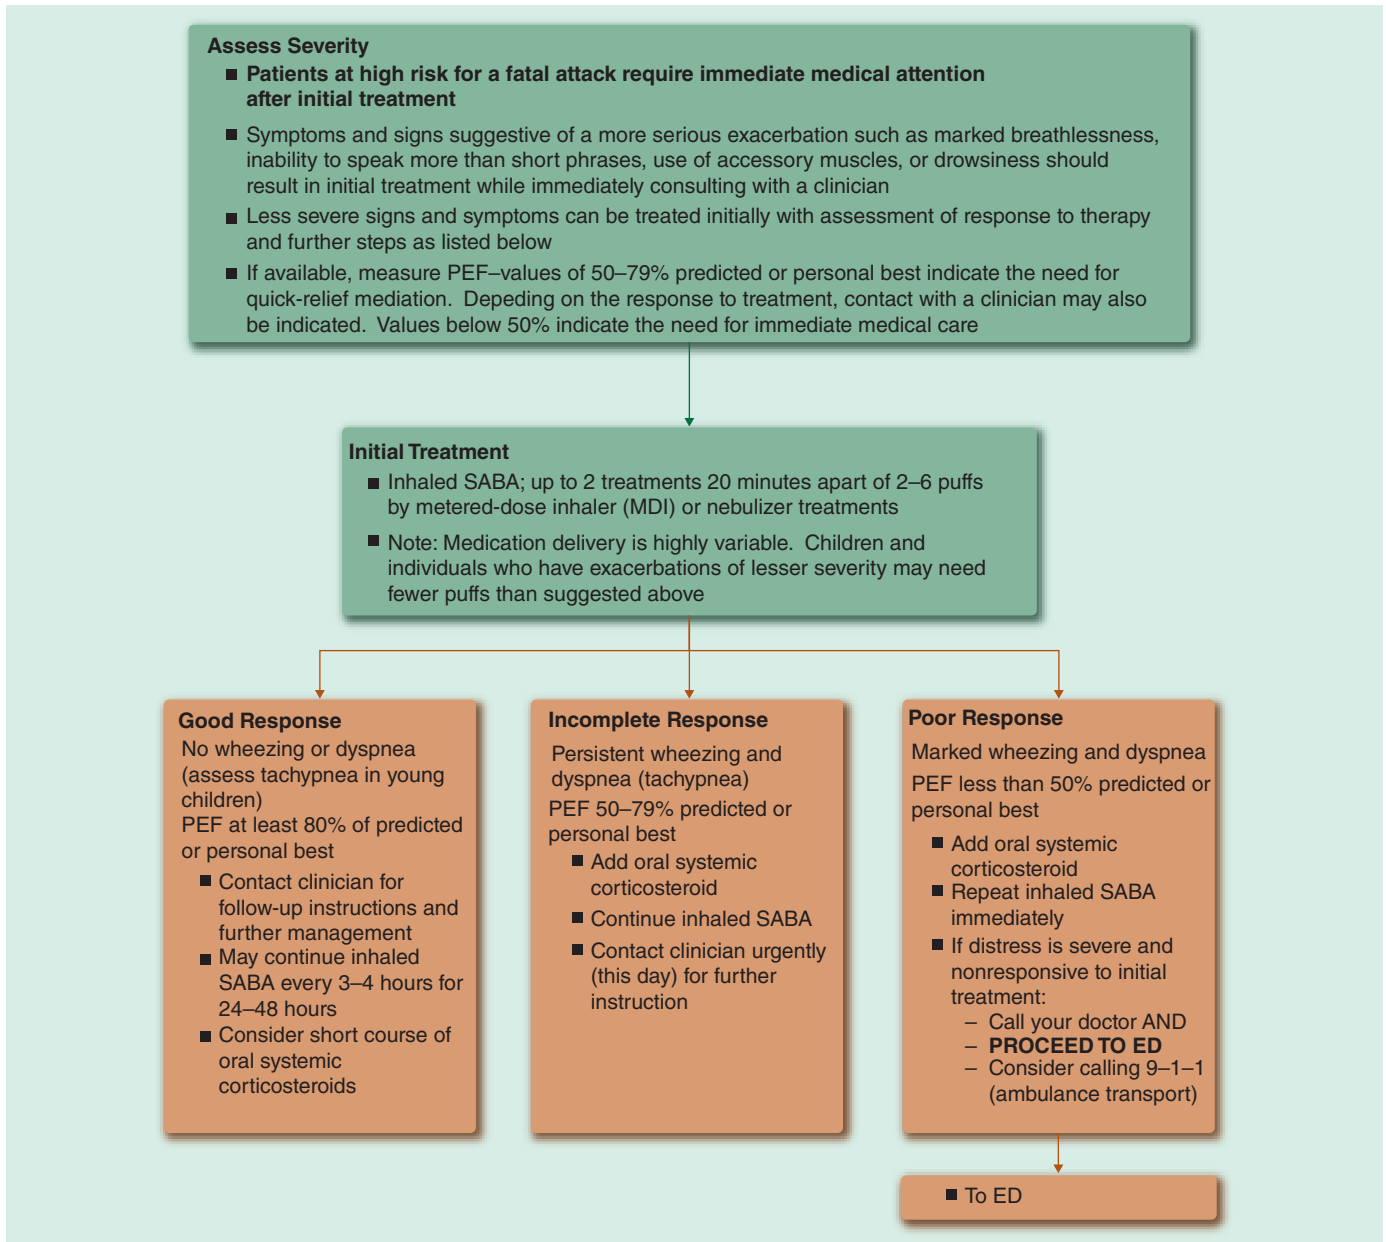 Assess Severity
■ Patients at high risk for a fatal attack require immediate medical attention
after initial treatment
■ Symptoms and signs suggestive of a more serious exacerbation such as marked breathlessness,
inability to speak more than short phrases, use of accessory muscles, or drowsiness should
result in initial treatment while immediately consulting with a clinician
■ Less severe signs and symptoms can be treated initially with assessment of response to therapy
and further steps as listed below
■ If available, measure PEF–values of 50–79% predicted or personal best indicate the need for
quick-relief mediation. Depeding on the response to treatment, contact with a clinician may also
be indicated. Values below 50% indicate the need for immediate medical care
Initial Treatment
■ Inhaled SABA; up to 2 treatments 20 minutes apart of 2–6 puffs
by metered-dose inhaler (MDI) or nebulizer treatments
■ Note: Medication delivery is highly variable. Children and
individuals who have exacerbations of lesser severity may need
fewer puffs than suggested above
Good Response
No wheezing or dyspnea
(assess tachypnea in young
children)
PEF at least 80% of predicted
or personal best
■ Contact clinician for
follow-up instructions and
further management
■ May continue inhaled
SABA every 3–4 hours for
24–48 hours
■ Consider short course of
oral systemic
corticosteroids
Incomplete Response
Persistent wheezing and
dyspnea (tachypnea)
PEF 50–79% predicted or
personal best
■ Add oral systemic
corticosteroid
■ Continue inhaled SABA
■ Contact clinician urgently
(this day) for further
instruction
Poor Response
Marked wheezing and dyspnea
PEF less than 50% predicted or
personal best
■ Add oral systemic
corticosteroid
■ Repeat inhaled SABA
immediately
■ If distress is severe and
nonresponsive to initial
treatment:
– Call your doctor AND
– PROCEED TO ED
– Consider calling 9–1–1
(ambulance transport)
■ To ED